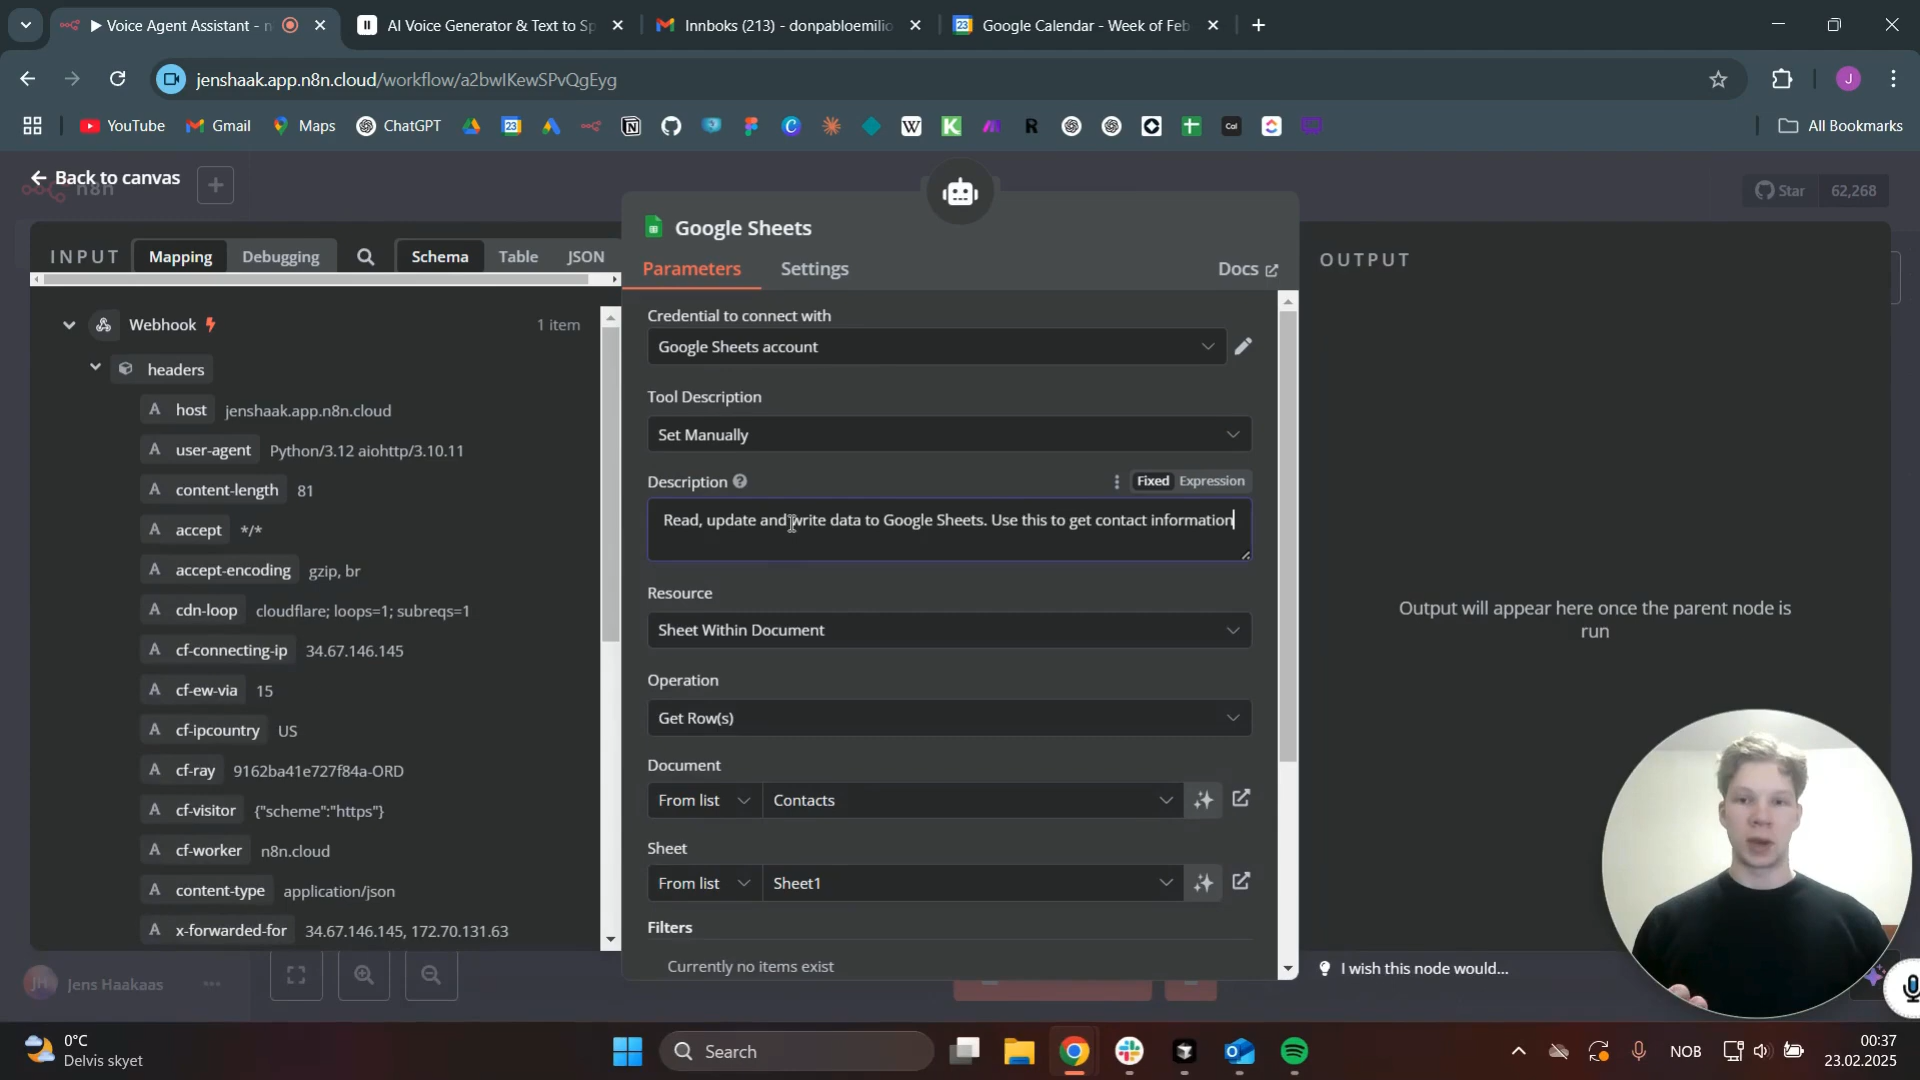 Voice Agent Assistant - n
AI Voice Generator & Text to Sp
Innboks (213) - donpabloemilio
Google Calendar - Week of Feb
jenshaak.app.n8n.cloud/workflow/a2bwIKewSPvQgEyg
YouTube
Gmail
Maps
ChatGPT
All Bookmarks
Back to canvas
n8n
Star
62,268
INPUT
Mapping
Debugging
Schema
Table
JSON
Webhook
1 item
headers
host jenshaak.app.n8n.cloud
user-agent Python/3.12 aiohttp/3.10.11
content-length 81
accept */*
accept-encoding gzip, br
cdn-loop cloudflare; loops=1; subreqs=1
cf-connecting-ip 34.67.146.145
cf-ew-via 15
cf-ipcountry US
cf-ray 9162ba41e727f84a-ORD
cf-visitor {"scheme":"https"}
cf-worker n8n.cloud
content-type application/json
x-forwarded-for 34.67.146.145, 172.70.131.63
Google Sheets
Parameters
Settings
Docs
Credential to connect with
Google Sheets account
Tool Description
Set Manually
Description
Fixed
Expression
Read, update and write data to Google Sheets. Use this to get contact information
Resource
Sheet Within Document
Operation
Get Row(s)
Document
From list
Contacts
Sheet
From list
Sheet1
Filters
Currently no items exist
OUTPUT
Output will appear here once the parent node is
run
I wish this node would...
JH
Jens Haakaas
0°C
Delvis skyet
Search
NOB
00:37
23.02.2025